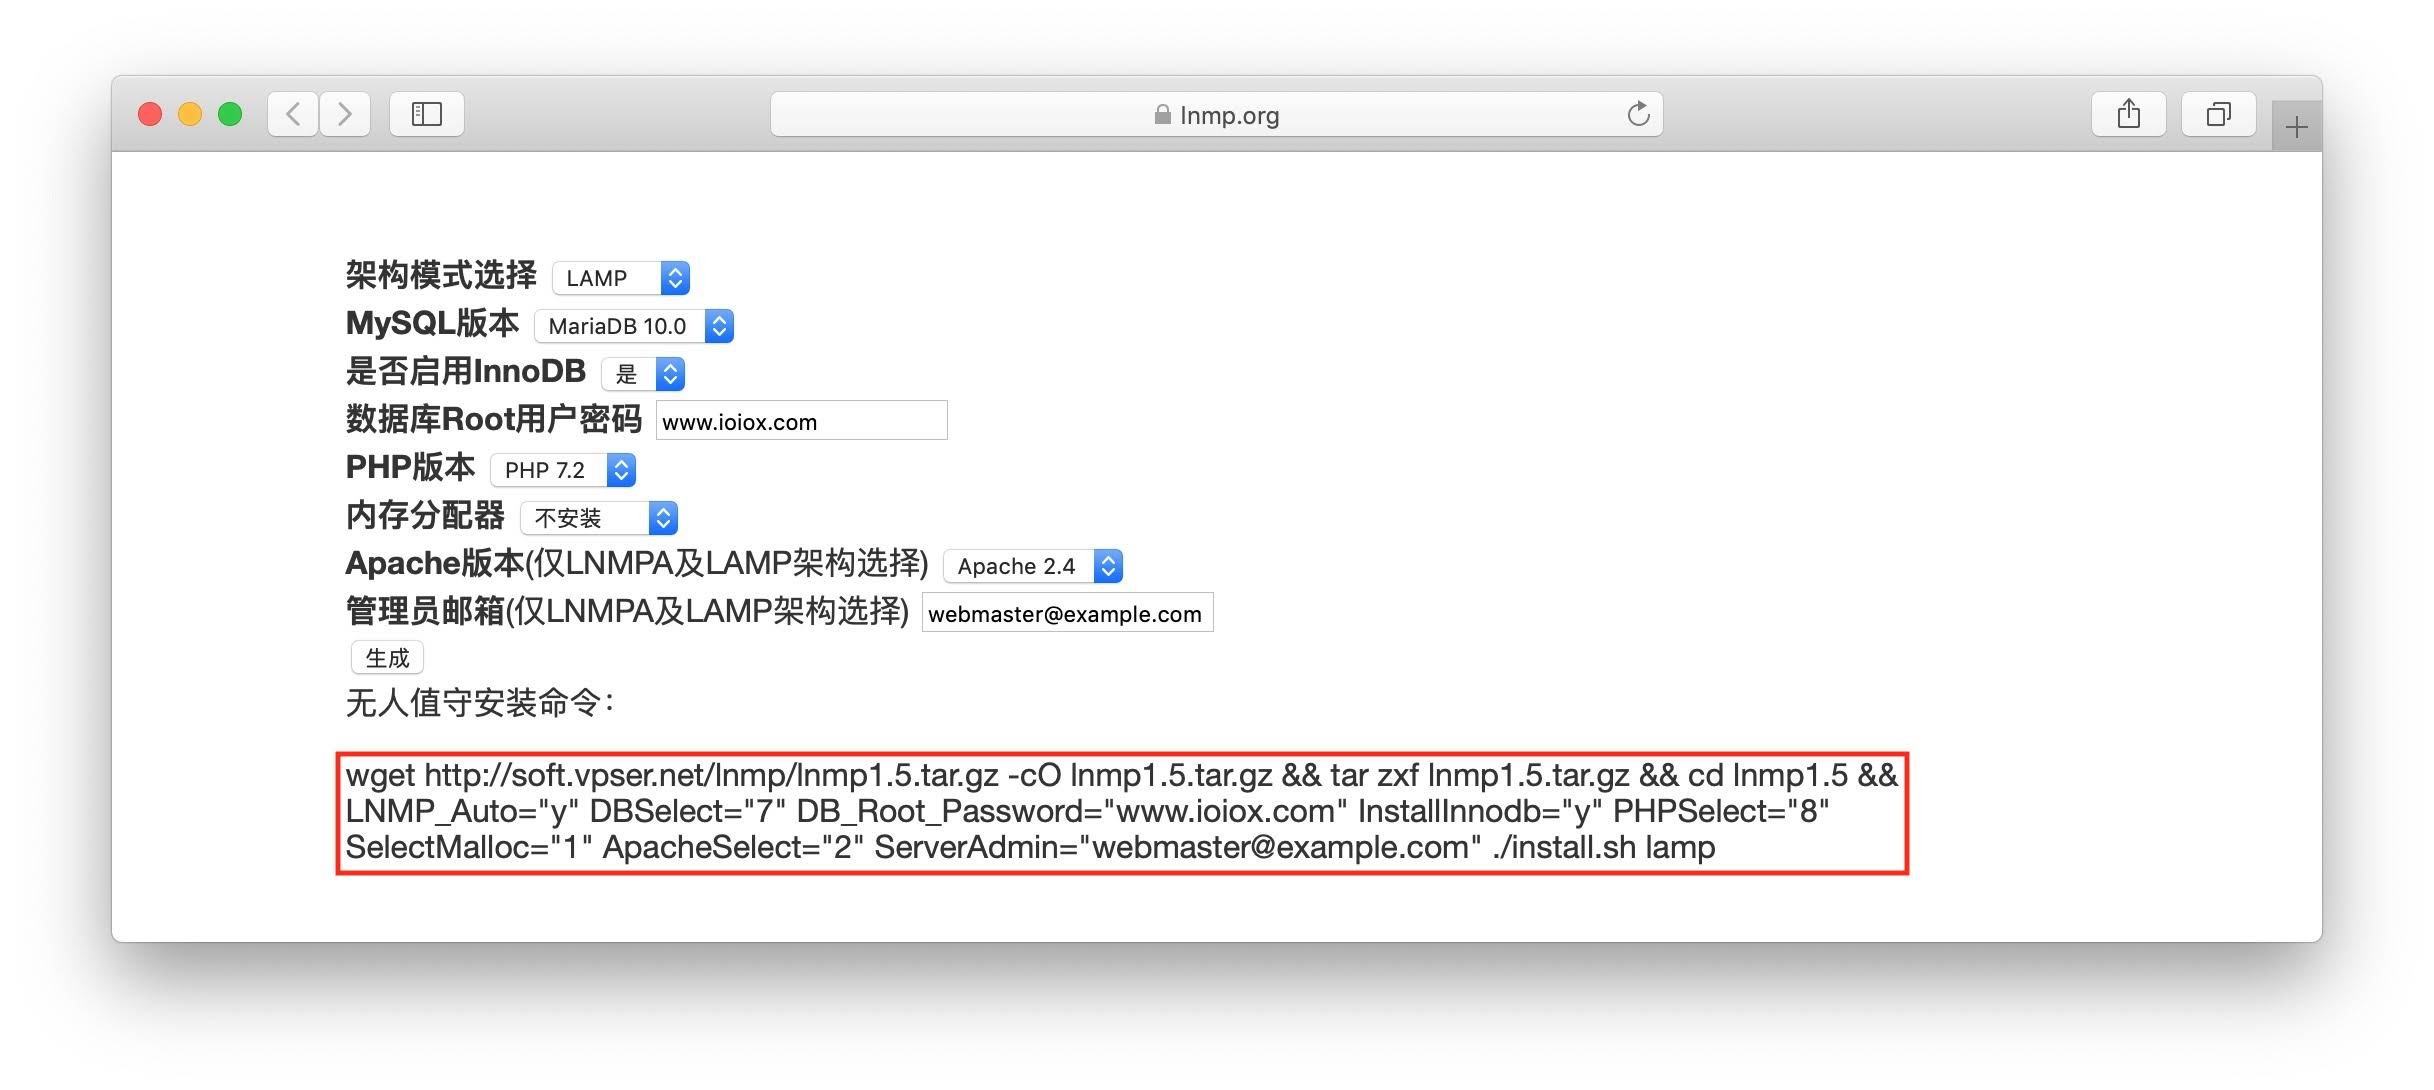 lnmp.org
架构模式选择 LAMP
MySQL版本 MariaDB 10.0
是否启用InnoDB 是
数据库Root用户密码 www.ioiox.com
PHP版本 PHP 7.2
内存分配器 不安装
Apache版本(仅LNMPA及LAMP架构选择) Apache 2.4
管理员邮箱(仅LNMPA及LAMP架构选择) webmaster@example.com
生成
无人值守安装命令：
wget http://soft.vpser.net/lnmp/lnmp1.5.tar.gz -cO lnmp1.5.tar.gz && tar zxf lnmp1.5.tar.gz && cd lnmp1.5 &&
LNMP_Auto="y" DBSelect="7" DB_Root_Password="www.ioiox.com" InstallInnodb="y" PHPSelect="8"
SelectMalloc="1" ApacheSelect="2" ServerAdmin="webmaster@example.com" ./install.sh lamp